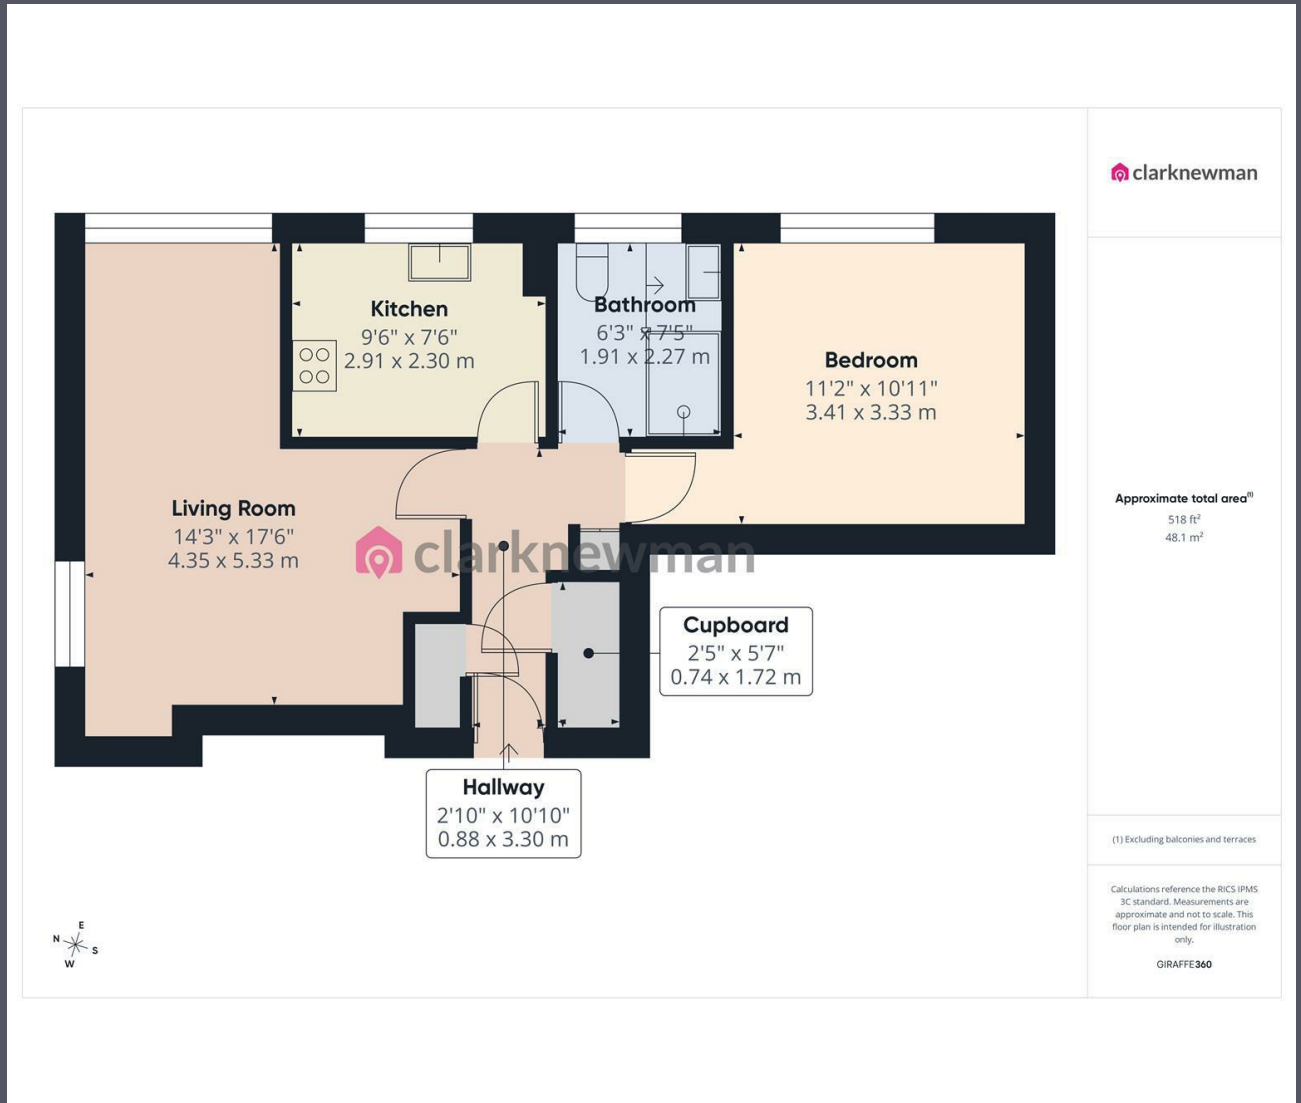 clarknewman
Kitchen
9'6" x 7'6"
2.91 x 2.30 m
Bathroom
6'3" x 7'5"
1.91 x 2.27 m
Bedroom
11'2" x 10'11"
3.41 x 3.33 m
Living Room
14'3" x 17'6"
4.35 x 5.33 m
clarknewman
Cupboard
2'5" x 5'7"
0.74 x 1.72 m
Hallway
2'10" x 10'10"
0.88 x 3.30 m
Approximate total area(1)
518 ft²
48.1 m²
(1) Excluding balconies and terraces
Calculations reference the RICS IPMS
3C standard. Measurements are
approximate and not to scale. This
floor plan is intended for illustration
only.
GIRAFFE360
E
N
S
W